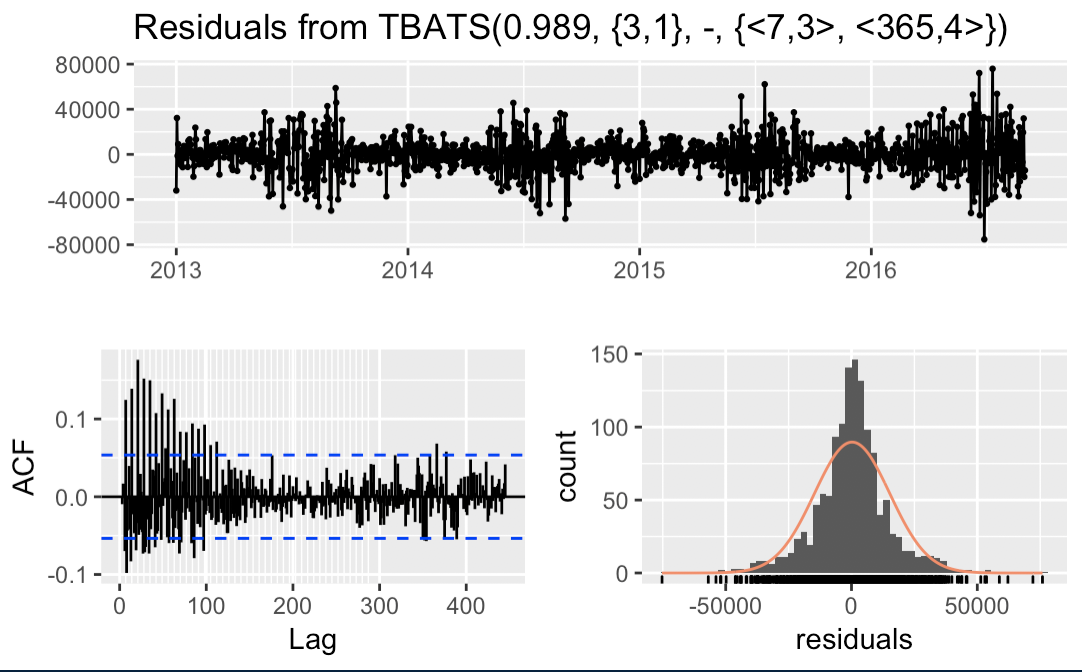 Residuals from TBATS(0.989, {3,1}, -, {<7,3>, <365,4>})
80000
40000
0
-40000
-80000
2013 2014 2015 2016
ACF
0.1
0.0
-0.1
0 100 200 300 400
Lag
count
150
100
50
0
-50000 0 50000
residuals